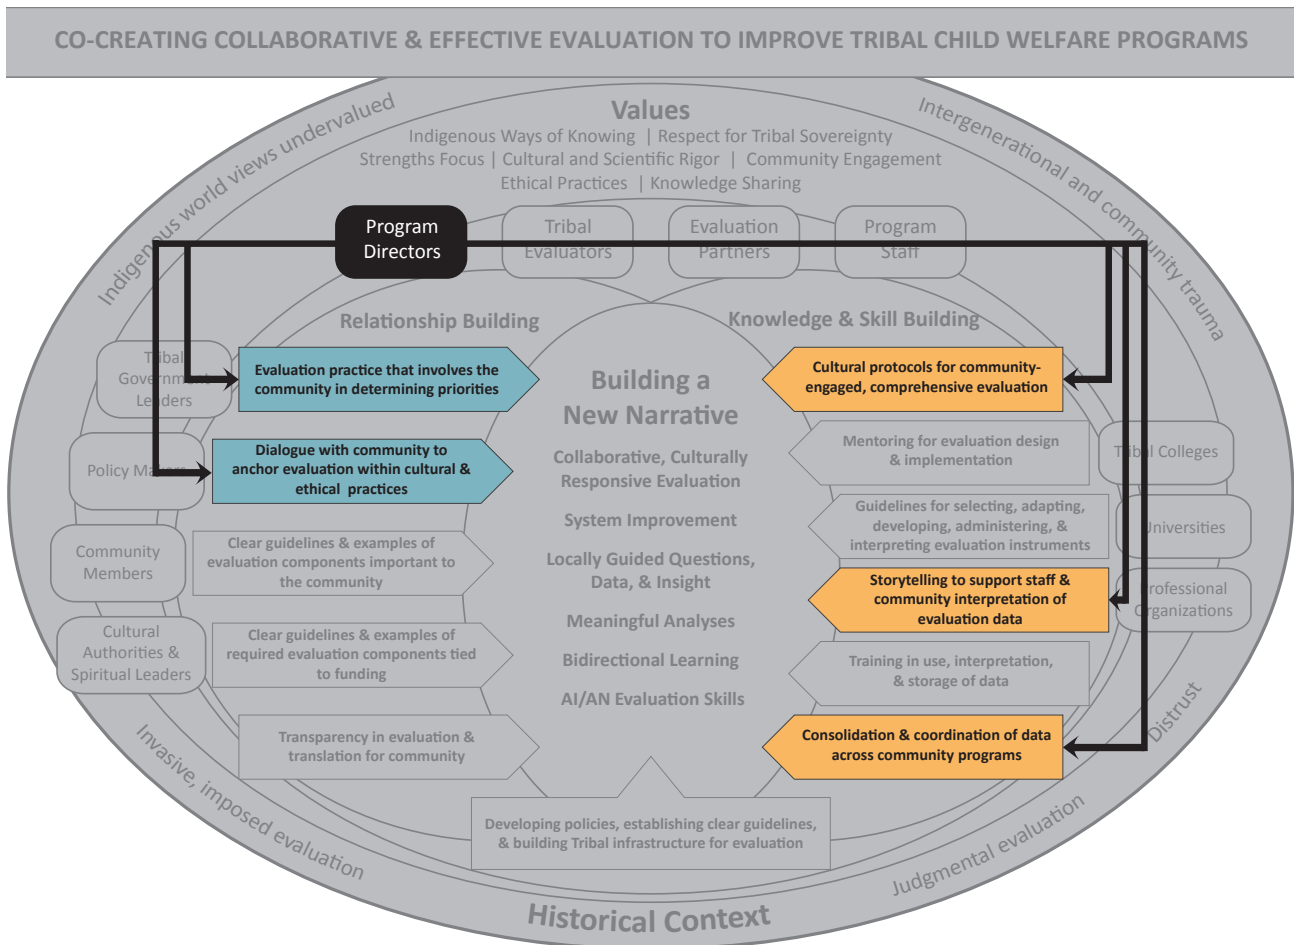 CO-CREATING COLLABORATIVE & EFFECTIVE EVALUATION TO IMPROVE TRIBAL CHILD WELFARE PROGRAMS
Indigenous world views undervalued
Intergenerational and community trauma
Values
Indigenous Ways of Knowing | Respect for Tribal Sovereignty
Strengths Focus | Cultural and Scientific Rigor | Community Engagement
Ethical Practices | Knowledge Sharing
Program
Directors
Tribal
Evaluators
Evaluation
Partners
Program
Staff
Relationship Building
Knowledge & Skill Building
Tribal
Government
Leaders
Policy Makers
Community
Members
Cultural
Authorities &
Spiritual Leaders
Evaluation practice that involves the
community in determining priorities
Dialogue with community to
anchor evaluation within cultural &
ethical practices
Clear guidelines & examples of
evaluation components important to
the community
Clear guidelines & examples of
required evaluation components tied
to funding
Transparency in evaluation &
translation for community
Building a
New Narrative
Collaborative, Culturally
Responsive Evaluation
System Improvement
Locally Guided Questions,
Data, & Insight
Meaningful Analyses
Bidirectional Learning
AI/AN Evaluation Skills
Cultural protocols for community-
engaged, comprehensive evaluation
Mentoring for evaluation design
& implementation
Guidelines for selecting, adapting,
developing, administering, &
interpreting evaluation instruments
Storytelling to support staff &
community interpretation of
evaluation data
Training in use, interpretation,
& storage of data
Consolidation & coordination of data
across community programs
Tribal Colleges
Universities
Professional
Organizations
Developing policies, establishing clear guidelines,
& building Tribal infrastructure for evaluation
Invasive, imposed evaluation
Historical Context
Judgmental evaluation
Distrust